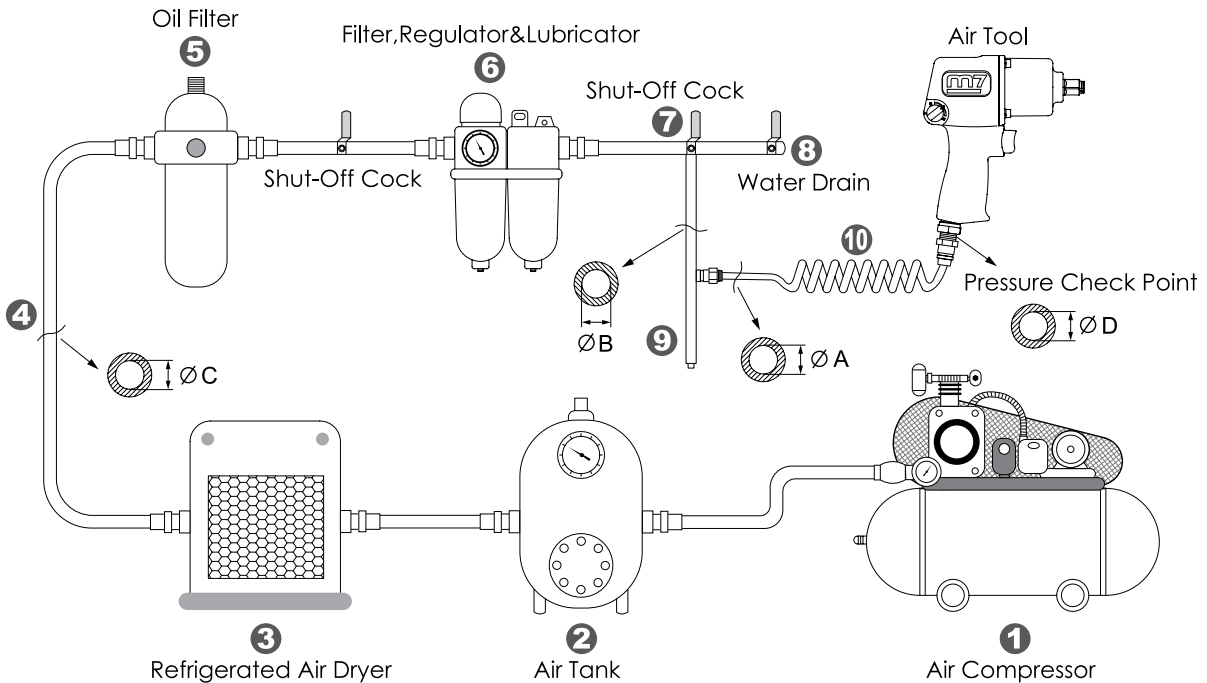 Oil Filter
5
Filter,Regulator&Lubricator
6
Air Tool
m7
Shut-Off Cock
7
Shut-Off Cock
8
Water Drain
10
Pressure Check Point
4
ØB
9
ØA
ØD
ØC
3
Refrigerated Air Dryer
2
Air Tank
1
Air Compressor